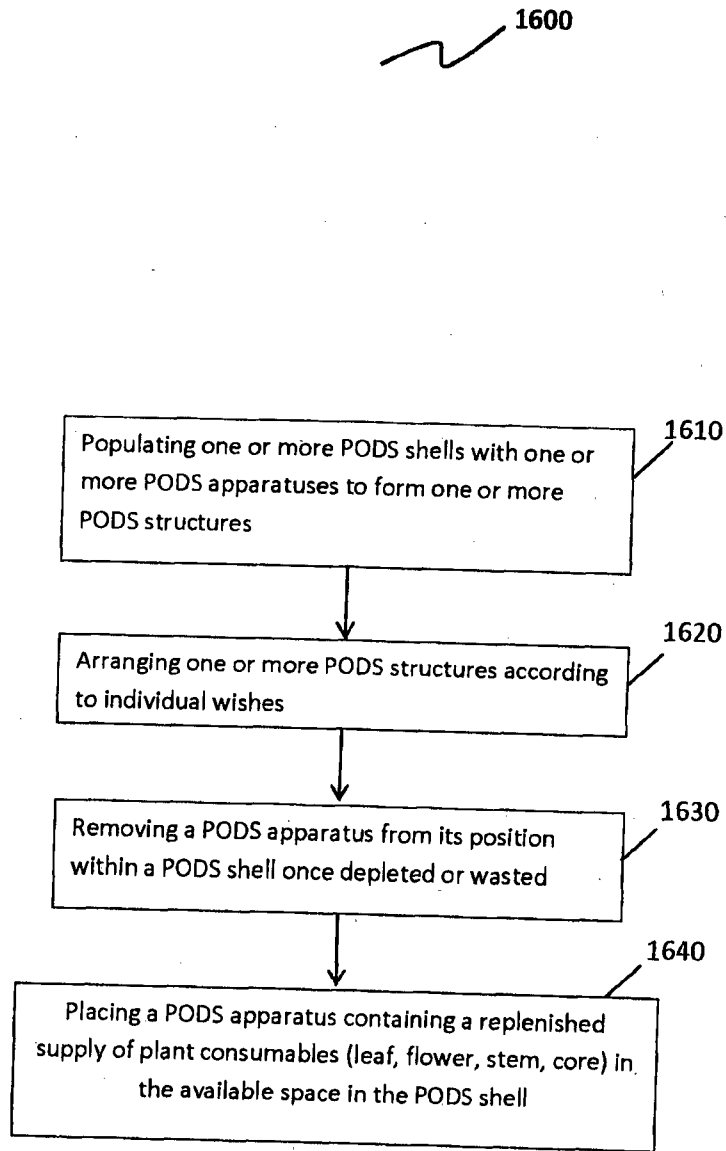 1600
1610
Populating one or more PODS shells with one or
more PODS apparatuses to form one or more
PODS structures
1620
Arranging one or more PODS structures according
to individual wishes
1630
Removing a PODS apparatus from its position
within a PODS shell once depleted or wasted
1640
Placing a PODS apparatus containing a replenished
supply of plant consumables (leaf, flower, stem, core) in
the available space in the PODS shell